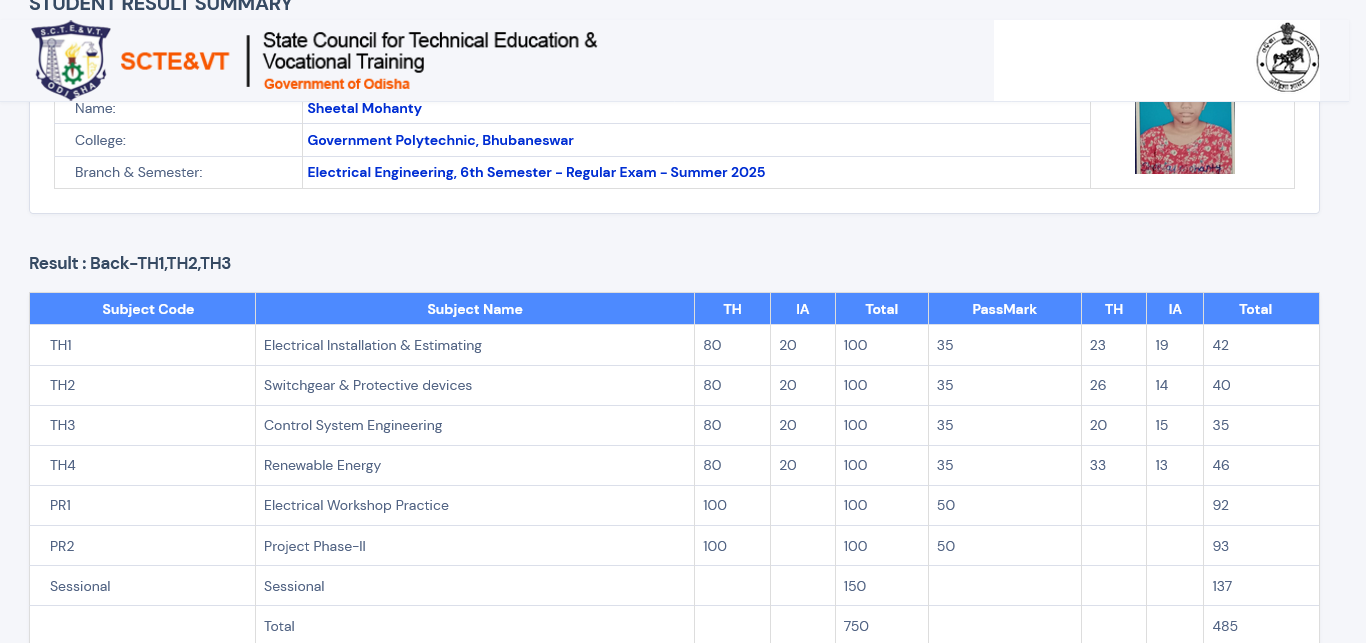 STUDENT RESULT SUMMARY
S.C.T.E.&V.T.
ODISHA
SCTE&VT
State Council for Technical Education &
Vocational Training
Government of Odisha
Name: Sheetal Mohanty
College: Government Polytechnic, Bhubaneswar
Branch & Semester: Electrical Engineering, 6th Semester - Regular Exam - Summer 2025
Result : Back-TH1,TH2,TH3
Subject Code Subject Name TH IA Total PassMark TH IA Total
TH1 Electrical Installation & Estimating 80 20 100 35 23 19 42
TH2 Switchgear & Protective devices 80 20 100 35 26 14 40
TH3 Control System Engineering 80 20 100 35 20 15 35
TH4 Renewable Energy 80 20 100 35 33 13 46
PR1 Electrical Workshop Practice 100 100 50 92
PR2 Project Phase-II 100 100 50 93
Sessional Sessional 150 137
Total 750 485